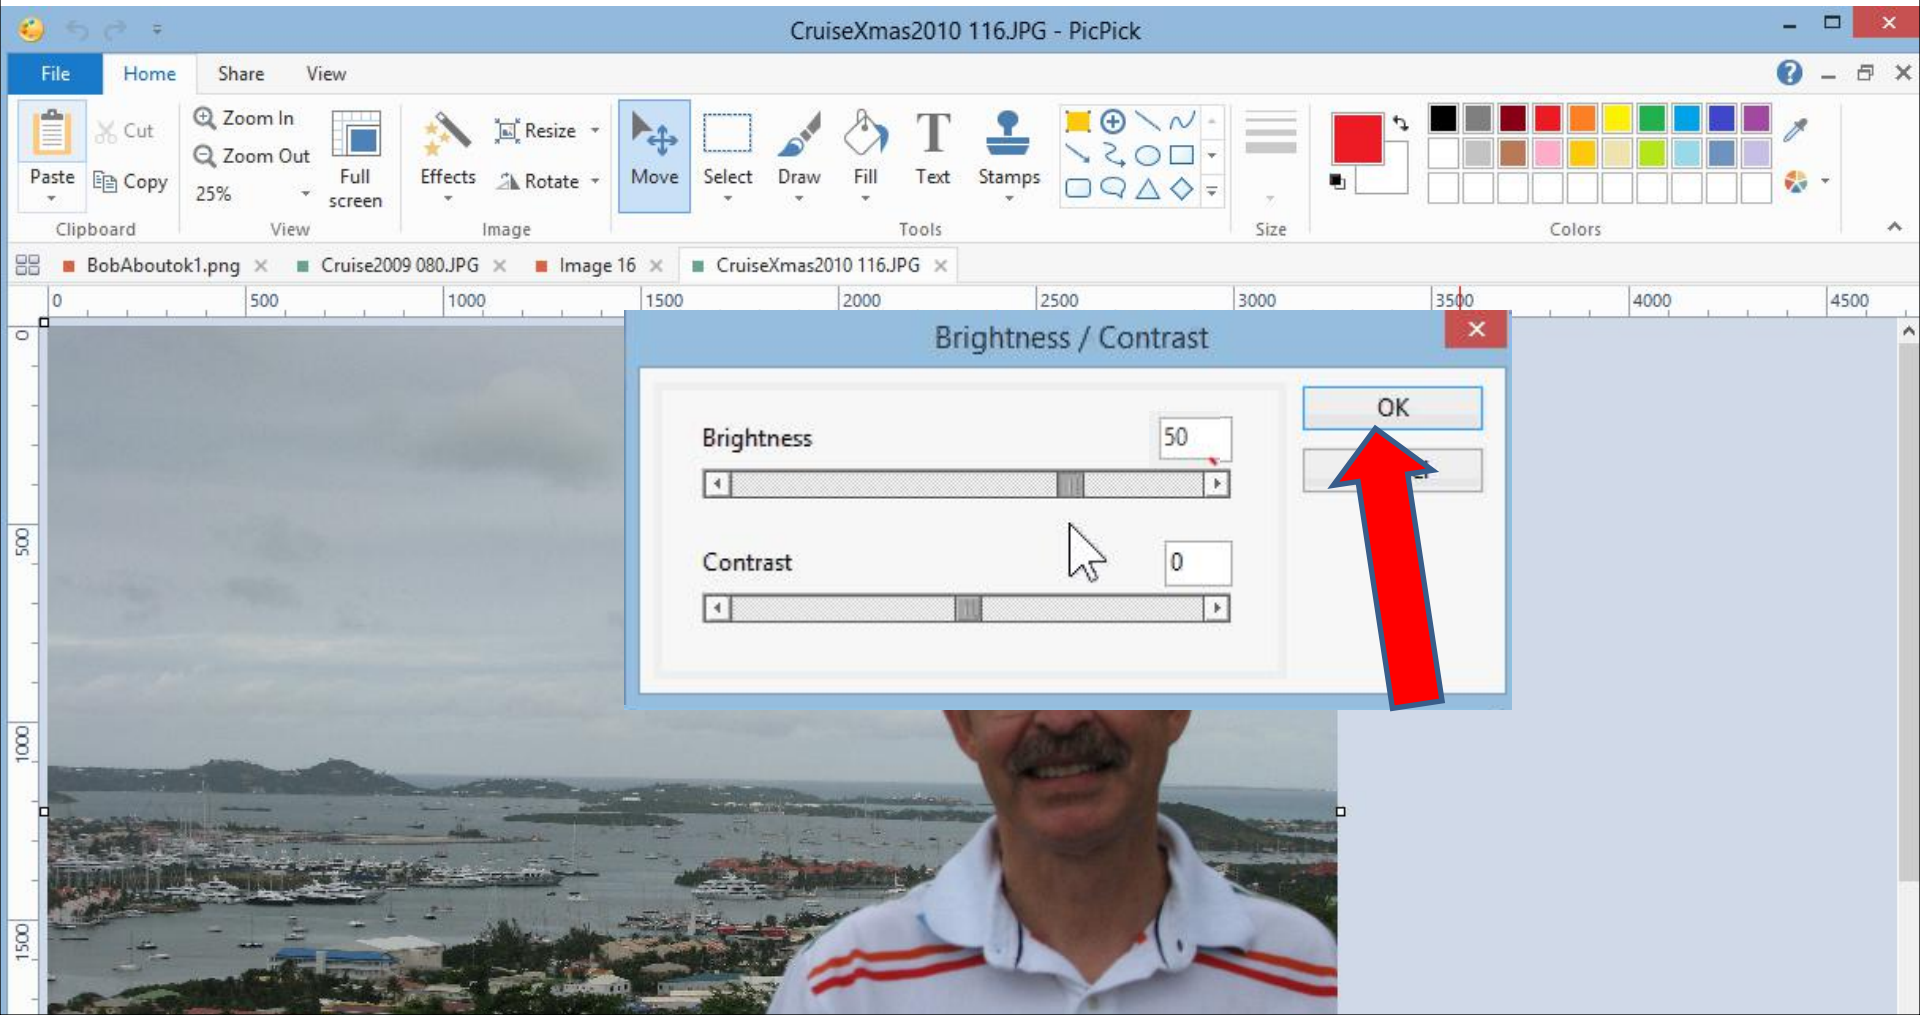 CruiseXmas2010 116.JPG - PicPick
File Home Share View
Paste Cut Copy
Clipboard
Zoom In
Zoom Out
25%
Full screen
View
Effects Resize Rotate
Image
Move Select Draw Fill Text Stamps
Tools
Size
Colors
BobAboutok1.png Cruise2009 080.JPG Image 16 CruiseXmas2010 116.JPG
0 500 1000 1500 2000 2500 3000 3500 4000 4500
0
500
1000
1500
Brightness / Contrast
OK
Brightness 50
Contrast 0